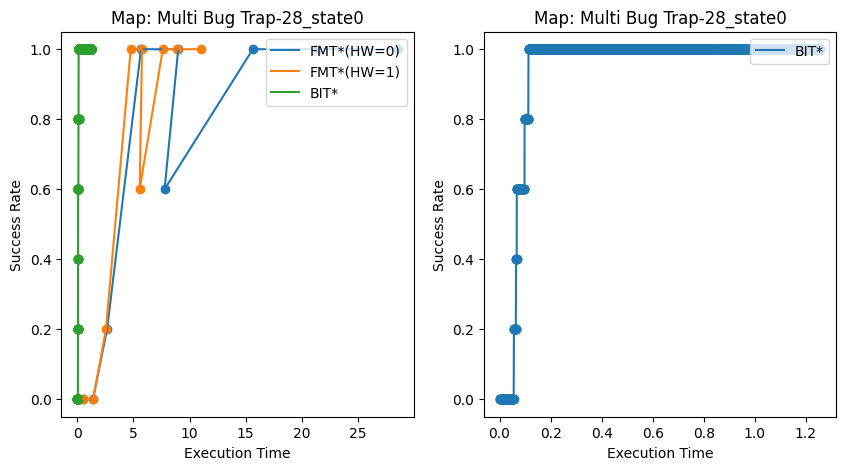 Map: Multi Bug Trap-28_state0
1.0
0.8
0.6
0.4
0.2
0.0
Success Rate
0
5
10
15
20
25
Execution Time
FMT*(HW=0)
FMT*(HW=1)
BIT*
Map: Multi Bug Trap-28_state0
1.0
0.8
0.6
0.4
0.2
0.0
Success Rate
0.0
0.2
0.4
0.6
0.8
1.0
1.2
Execution Time
BIT*